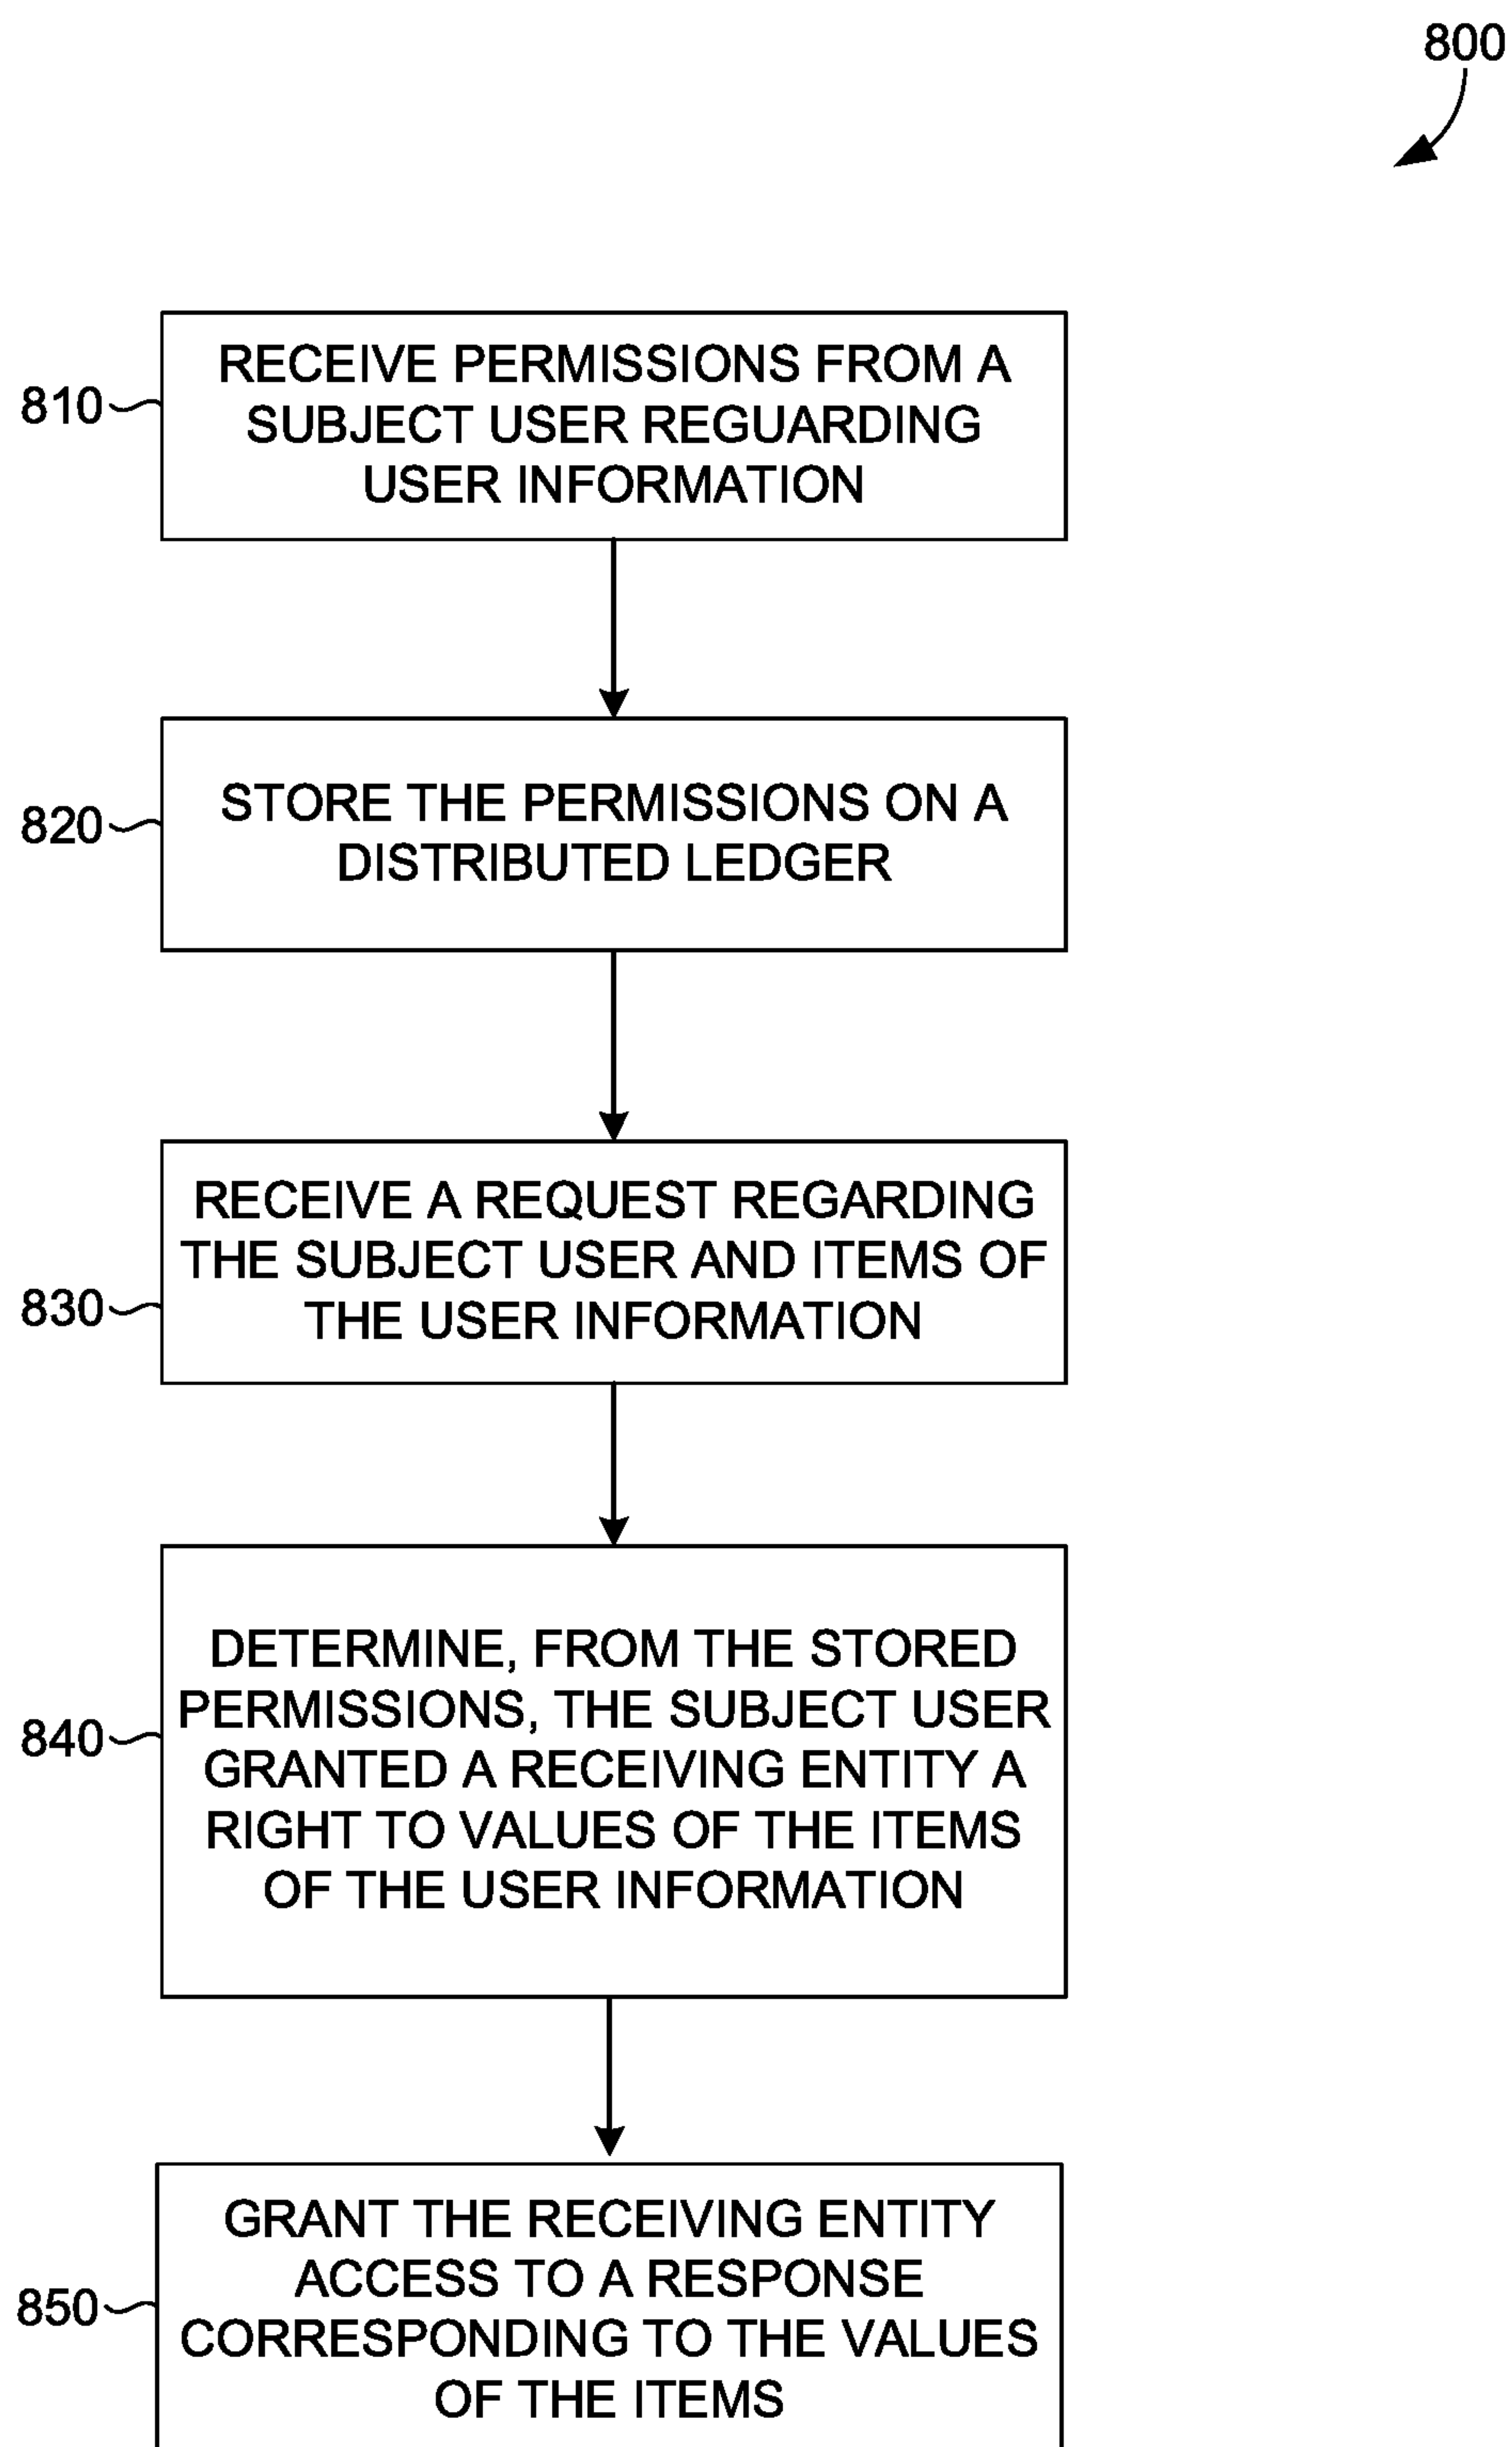 800
810
RECEIVE PERMISSIONS FROM A
SUBJECT USER REGUARDING
USER INFORMATION
820
STORE THE PERMISSIONS ON A
DISTRIBUTED LEDGER
830
RECEIVE A REQUEST REGARDING
THE SUBJECT USER AND ITEMS OF
THE USER INFORMATION
840
DETERMINE, FROM THE STORED
PERMISSIONS, THE SUBJECT USER
GRANTED A RECEIVING ENTITY A
RIGHT TO VALUES OF THE ITEMS
OF THE USER INFORMATION
850
GRANT THE RECEIVING ENTITY
ACCESS TO A RESPONSE
CORRESPONDING TO THE VALUES
OF THE ITEMS